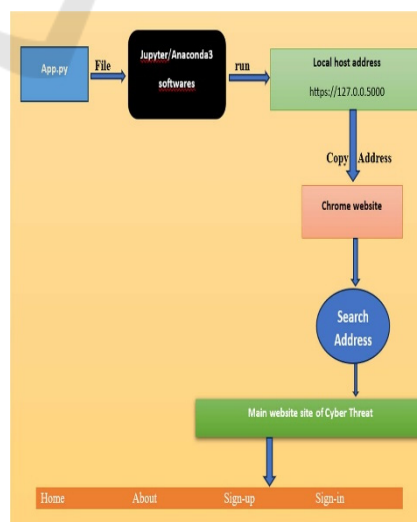 App.py
File
Jupyter/Anaconda3
softwares
run
Local host address
https://127.0.0.5000
Copy Address
Chrome website
Search
Address
Main website site of Cyber Threat
Home About Sign-up Sign-in